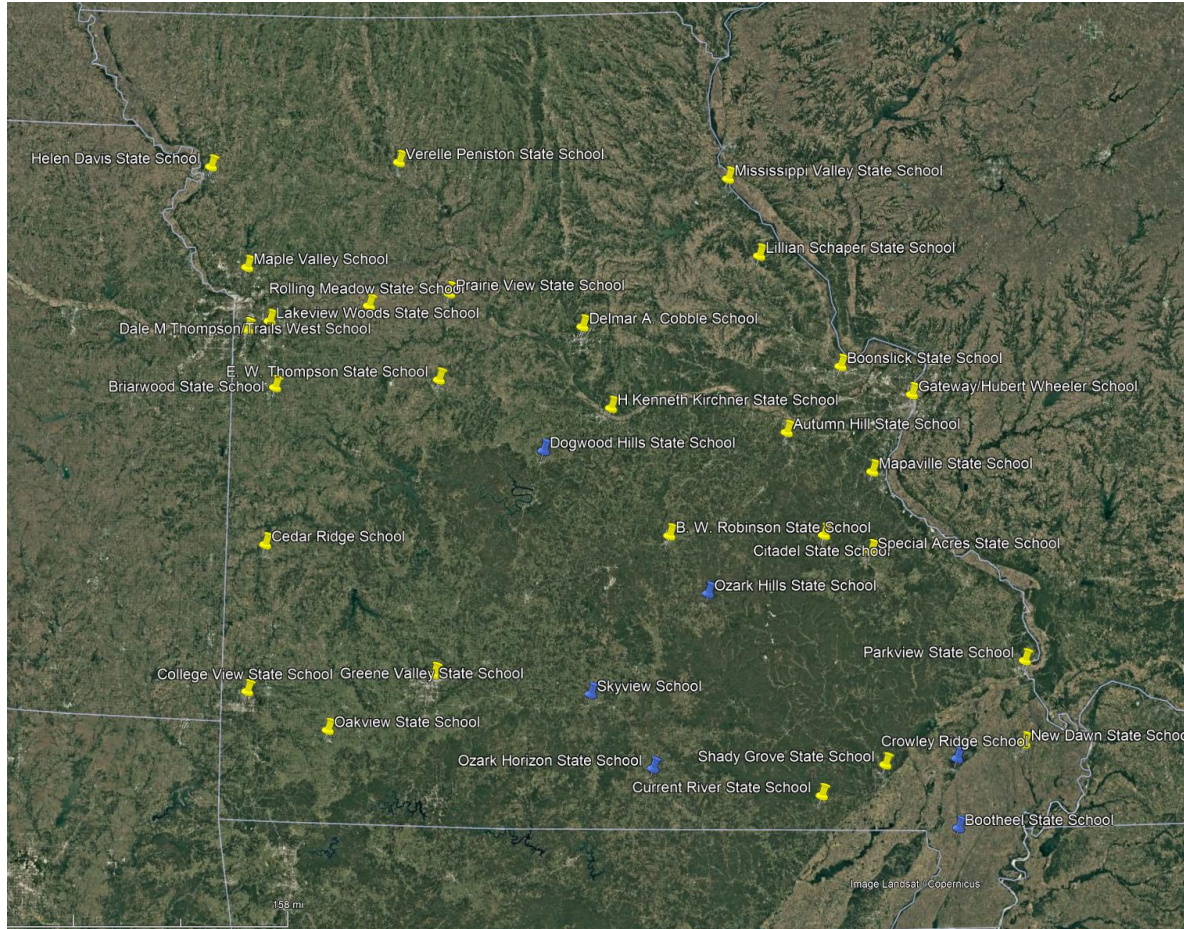 Helen Davis State School
Verelle Peniston State School
Mississippi Valley State School
Lillian Schaper State School
Maple Valley School
Rolling Meadow State School
Prairie View State School
Lakeview Woods State School
Dale M Thompson/Trails West School
Delmar A. Cobble School
Boonslick State School
E. W. Thompson State School
Briarwood State School
Gateway/Hubert Wheeler School
H Kenneth Kirchner State School
Autumn Hill State School
Dogwood Hills State School
Mapaville State School
B. W. Robinson State School
Cedar Ridge School
Citadel State School
Special Acres State School
Ozark Hills State School
Parkview State School
College View State School
Greene Valley State School
Skyview School
Oakview State School
New Dawn State Schoo
Crowley Ridge School
Shady Grove State School
Ozark Horizon State School
Current River State School
Bootheel State School
Image Landsat / Copernicus
158 mi